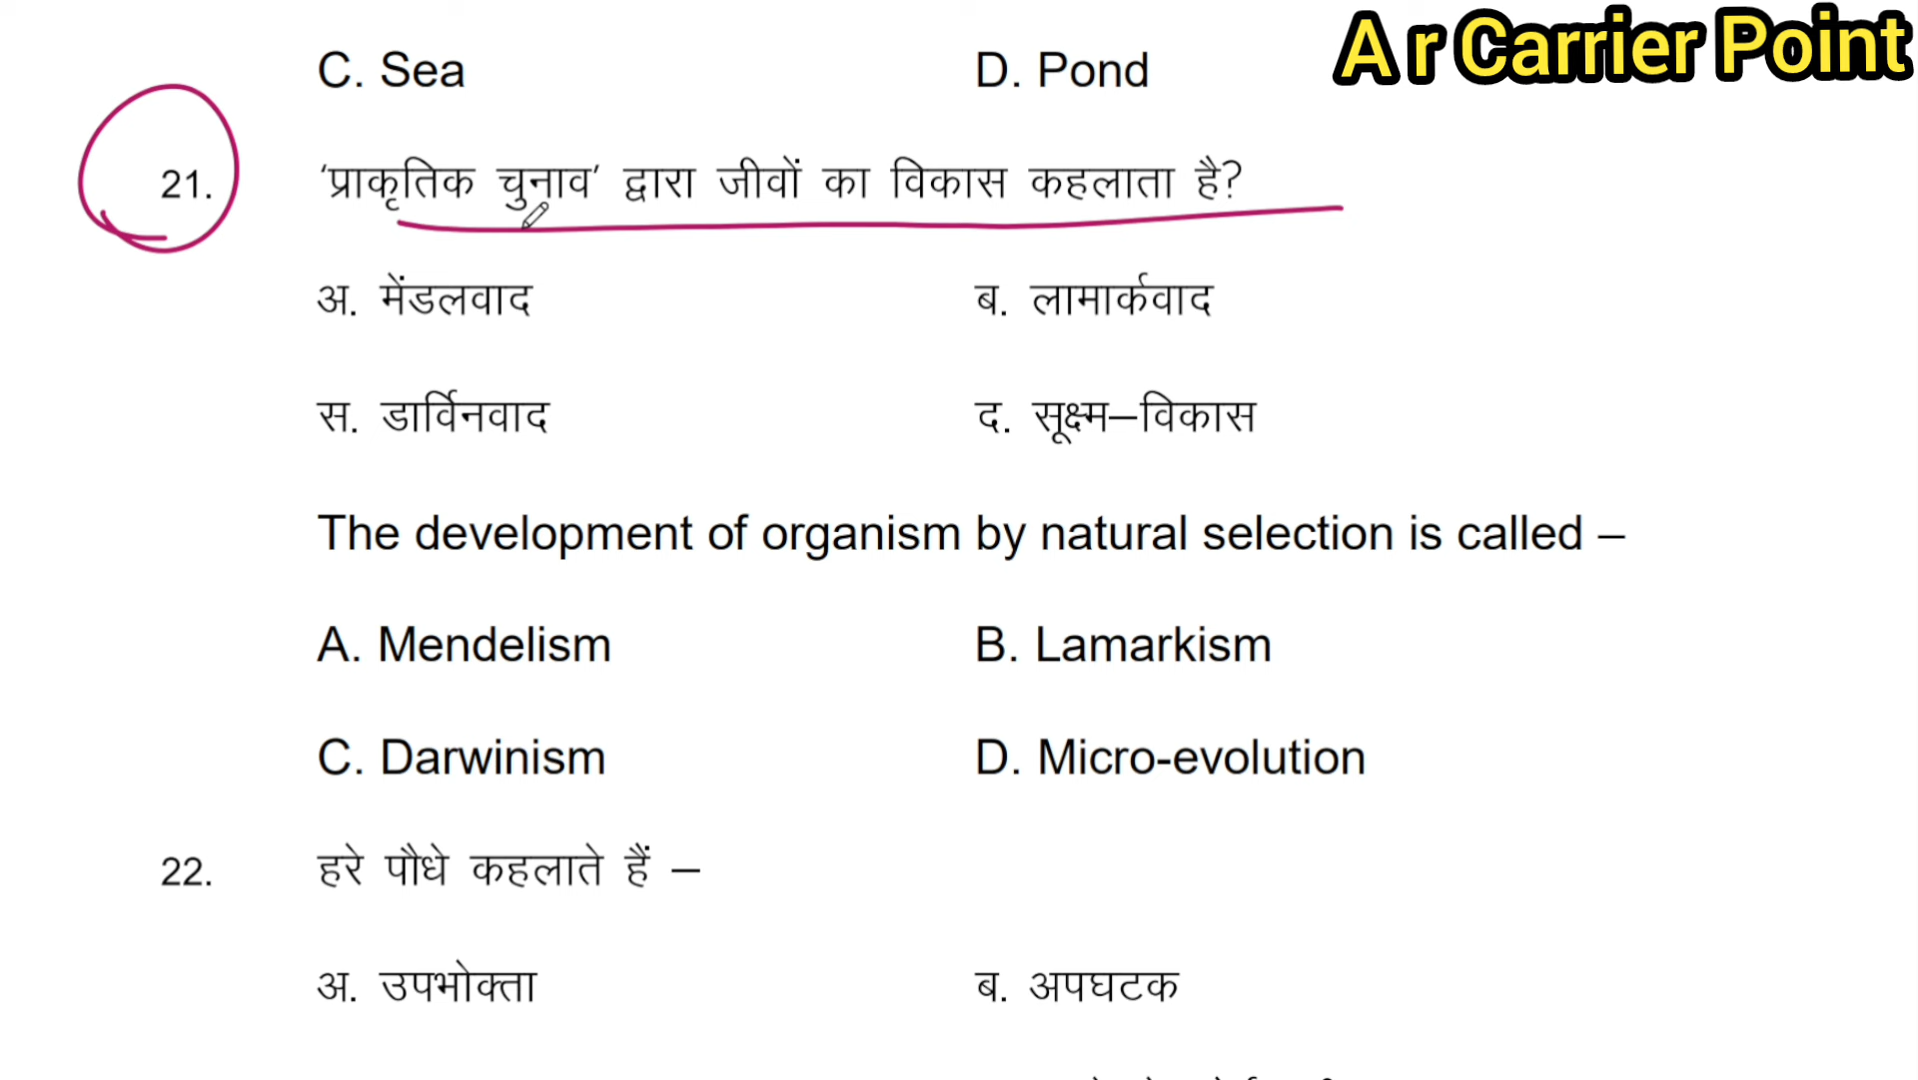 A r Carrier Point
C. Sea D. Pond
21. ‘प्राकृतिक चुनाव’ द्वारा जीवों का विकास कहलाता है?
अ. मेंडलवाद ब. लामार्कवाद
स. डार्विनवाद द. सूक्ष्म–विकास
The development of organism by natural selection is called –
A. Mendelism B. Lamarkism
C. Darwinism D. Micro-evolution
22. हरे पौधे कहलाते हैं –
अ. उपभोक्ता ब. अपघटक